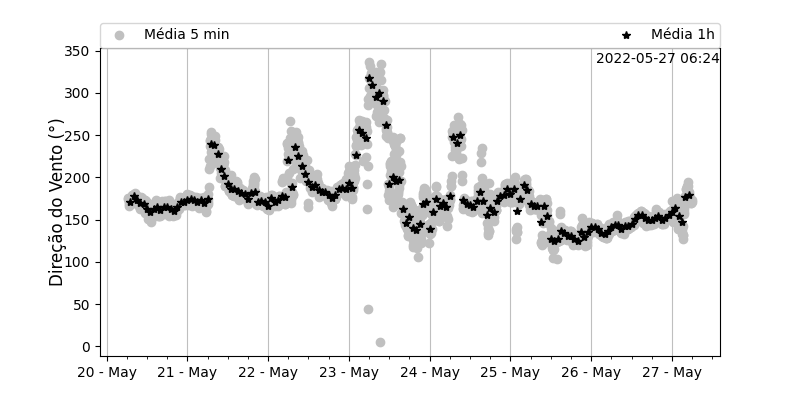 Média 5 min
Média 1h
2022-05-27 06:24
Direção do Vento (°)
350
300
250
200
150
100
50
0
20 - May
21 - May
22 - May
23 - May
24 - May
25 - May
26 - May
27 - May